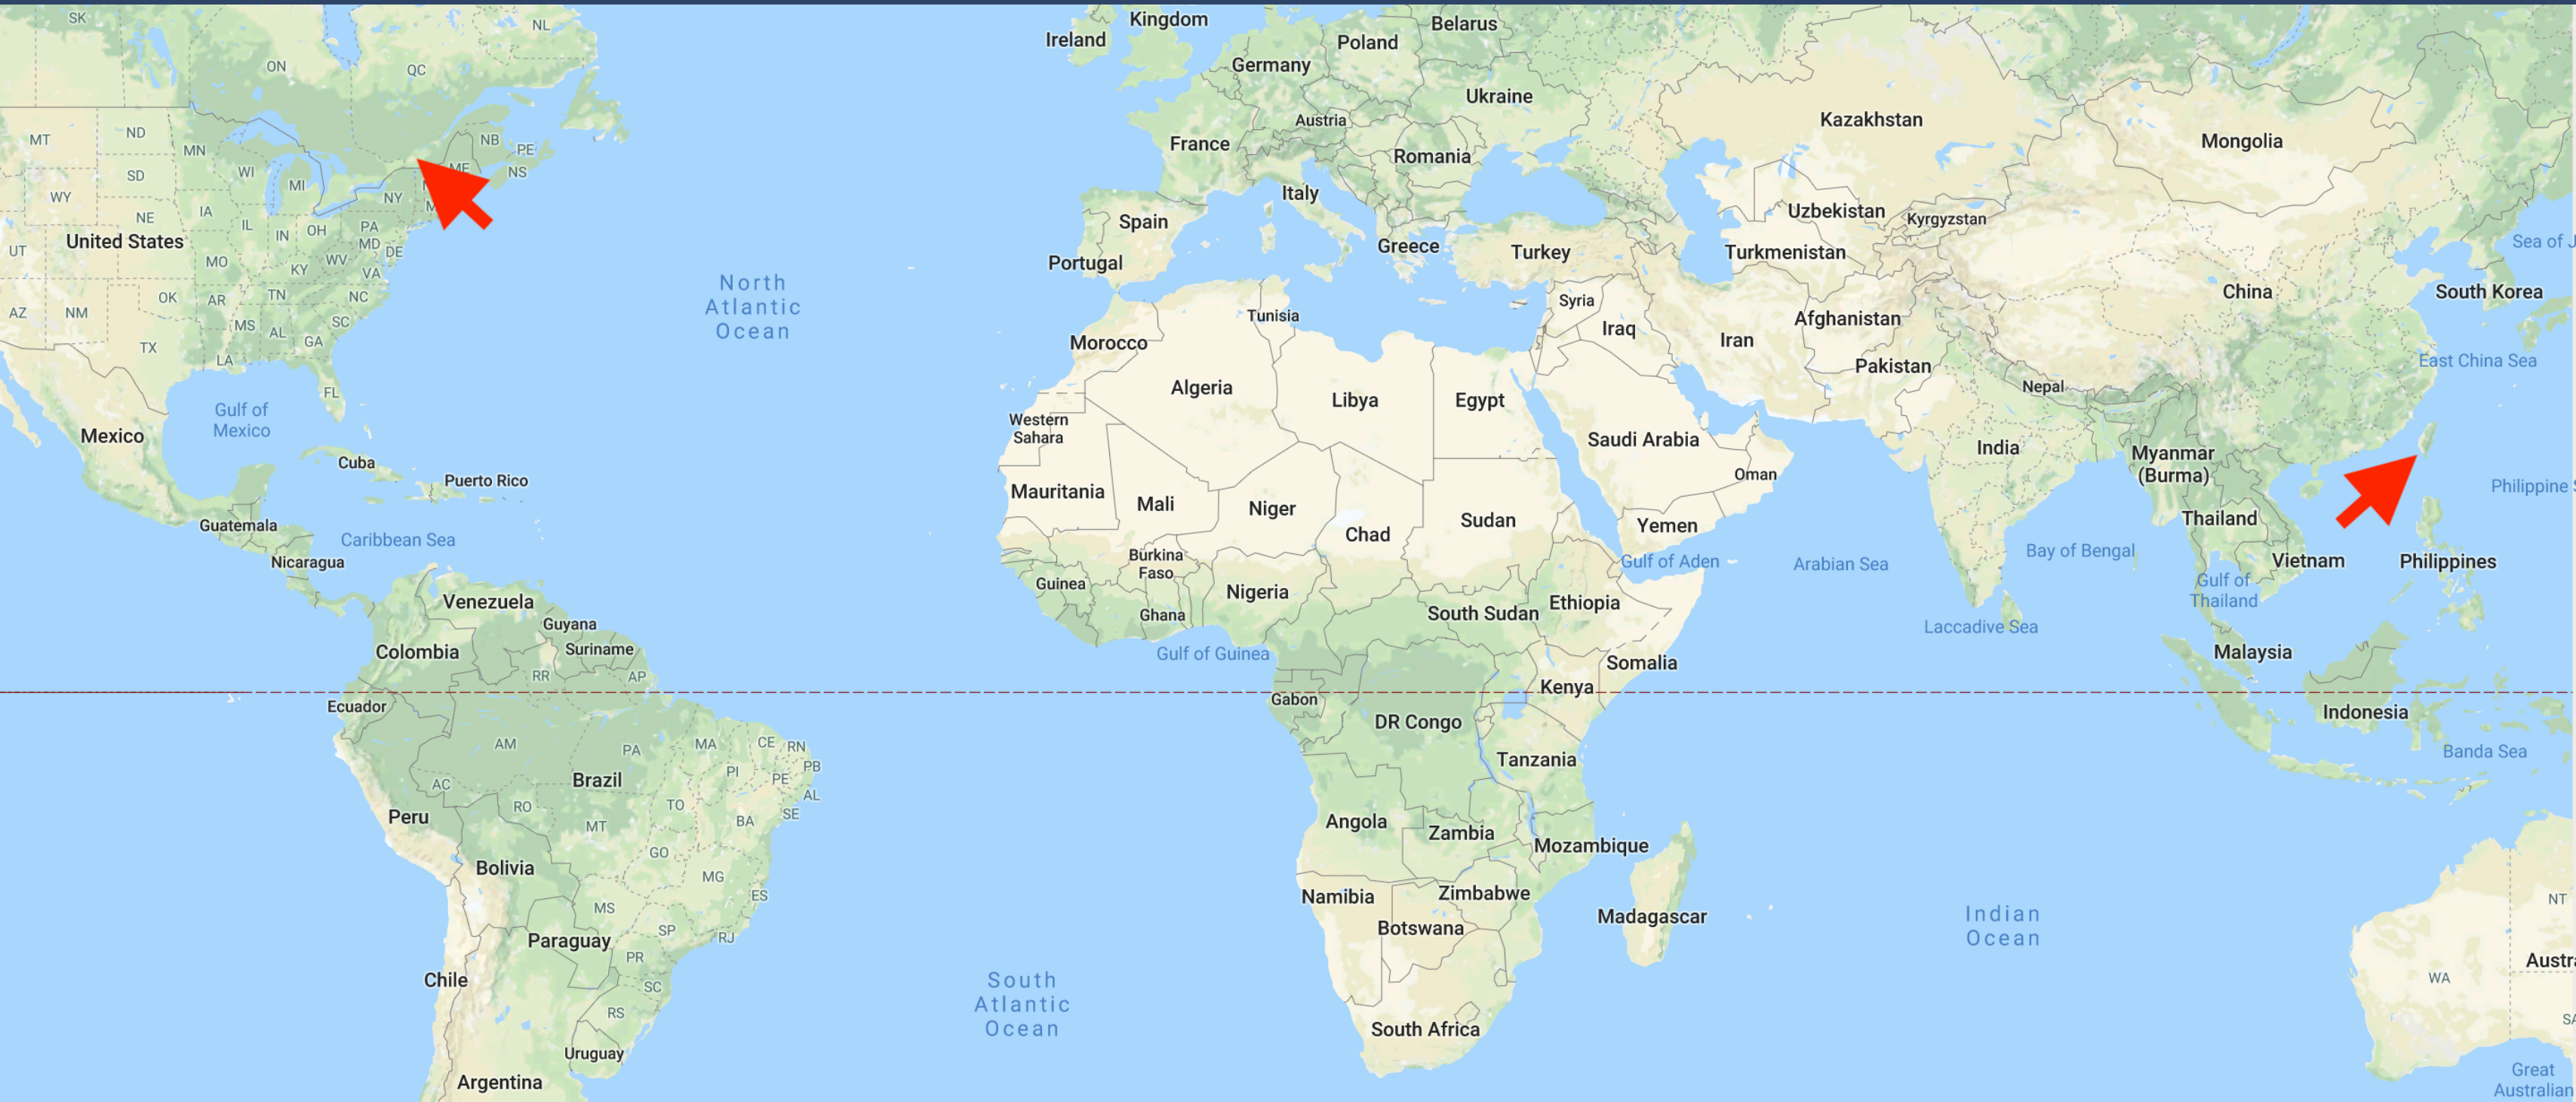 SK
NL
Kingdom
Belarus
Ireland
Poland
ON
QC
Germany
Ukraine
Kazakhstan
Austria
MT
ND
MN
NB
PE
France
Romania
Mongolia
SD
WI
MI
ME
NS
WY
NY
Italy
Uzbekistan
Kyrgyzstan
NE
IA
IL
IN
OH
PA
Spain
United States
MD
DE
Greece
Turkey
Turkmenistan
Sea of J
UT
MO
KY
WV
VA
Portugal
China
South Korea
North
Atlantic
Ocean
OK
AR
TN
NC
Syria
AZ
NM
MS
AL
GA
SC
Tunisia
Iraq
Afghanistan
TX
LA
Morocco
Iran
Pakistan
East China Sea
FL
Algeria
Libya
Egypt
Nepal
Gulf of
Mexico
Western
Sahara
Mexico
Saudi Arabia
India
Myanmar
(Burma)
Cuba
Puerto Rico
Mauritania
Mali
Niger
Chad
Sudan
Oman
Philippine
Guatemala
Caribbean Sea
Yemen
Thailand
Nicaragua
Burkina
Faso
Gulf of Aden
Arabian Sea
Bay of Bengal
Vietnam
Philippines
Guinea
Nigeria
Gulf of
Thailand
Venezuela
Ghana
South Sudan
Ethiopia
Laccadive Sea
Guyana
Colombia
Suriname
Gulf of Guinea
Somalia
Malaysia
RR
AP
Kenya
Ecuador
Gabon
DR Congo
Indonesia
AM
PA
MA
CE
RN
Tanzania
Banda Sea
AC
Brazil
PI
PE
PB
AL
Peru
RO
TO
SE
MT
BA
Angola
Zambia
Mozambique
Bolivia
GO
MG
ES
Namibia
Zimbabwe
NT
MS
Botswana
Madagascar
Indian
Ocean
Paraguay
SP
RJ
PR
Austr
Chile
SC
South
Atlantic
Ocean
WA
RS
South Africa
Uruguay
Argentina
Great
Australian